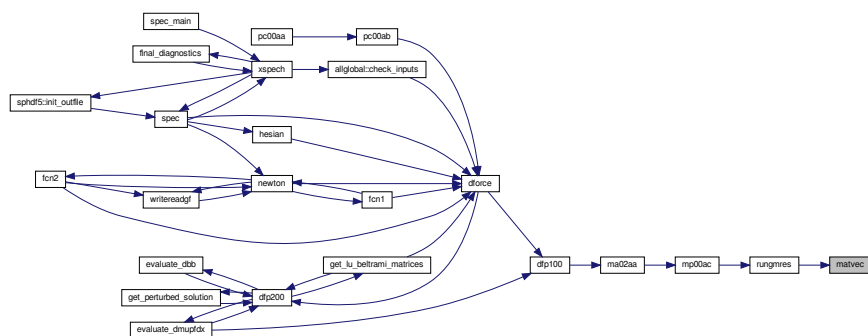 spec_main
pc00aa
pc00ab
final_diagnostics
xspech
allglobal::check_inputs
sphdf5::init_outfile
spec
hesian
fcn2
newton
dforce
writereadgf
fcn1
evaluate_dbb
get_lu_beltrami_matrices
dfp100
ma02aa
mp00ac
rungmres
matvec
get_perturbed_solution
dfp200
evaluate_dmupfdx